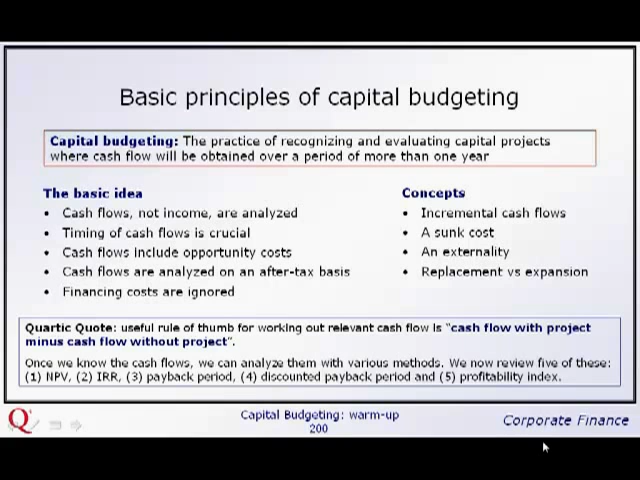 Basic principles of capital budgeting
Capital budgeting: The practice of recognizing and evaluating capital projects
where cash flow will be obtained over a period of more than one year
The basic idea
• Cash flows, not income, are analyzed
• Timing of cash flows is crucial
• Cash flows include opportunity costs
• Cash flows are analyzed on an after-tax basis
• Financing costs are ignored
Concepts
• Incremental cash flows
• A sunk cost
• An externality
• Replacement vs expansion
Quartic Quote: useful rule of thumb for working out relevant cash flow is "cash flow with project
minus cash flow without project".
Once we know the cash flows, we can analyze them with various methods. We now review five of these:
(1) NPV, (2) IRR, (3) payback period, (4) discounted payback period and (5) profitability index.
Q
Capital Budgeting: warm-up
200
Corporate Finance